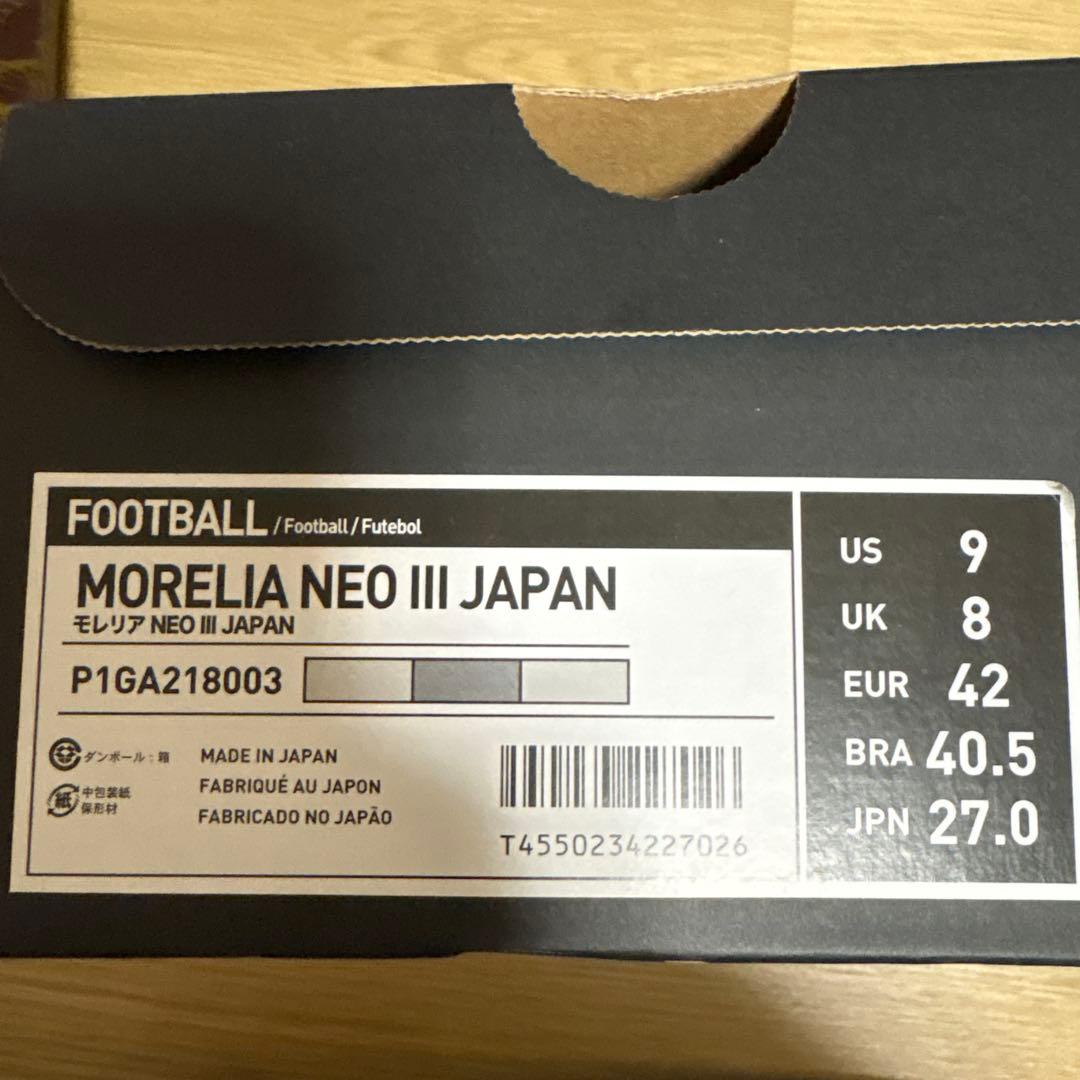 FOOTBALL / Football / Futebol
MORELIA NEO III JAPAN
モレリア NEO III JAPAN
P1GA218003
ダンボール : 箱
紙
中包装紙
保形材
MADE IN JAPAN
FABRIQUÉ AU JAPON
FABRICADO NO JAPÃO
T4550234227026
US 9
UK 8
EUR 42
BRA 40.5
JPN 27.0